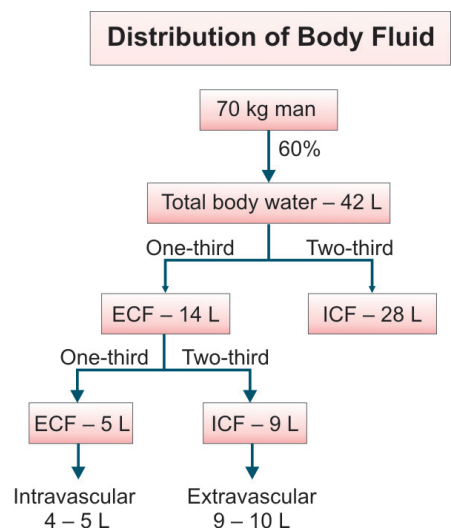 Distribution of Body Fluid
70 kg man
60%
Total body water – 42 L
One-third
Two-third
ECF – 14 L
ICF – 28 L
One-third
Two-third
ECF – 5 L
ICF – 9 L
Intravascular
4 – 5 L
Extravascular
9 – 10 L